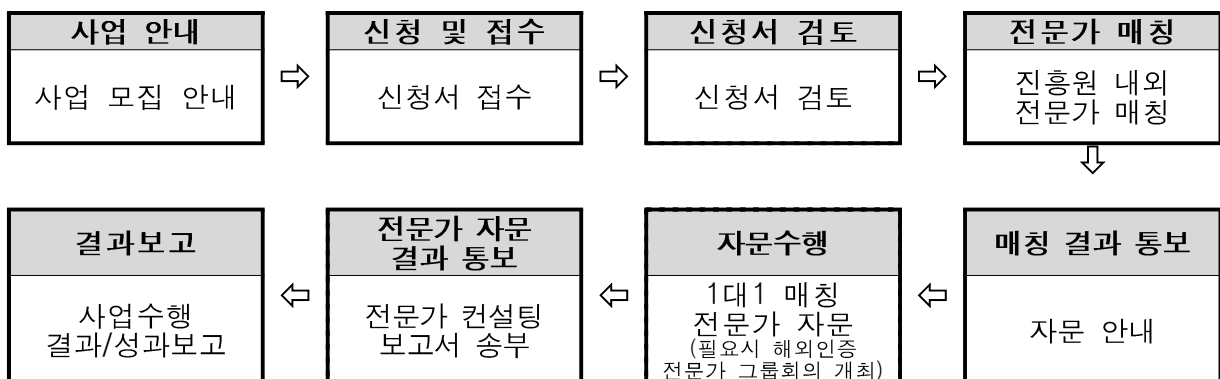 사업 안내
사업 모집 안내
신청 및 접수
신청서 접수
신청서 검토
신청서 검토
전문가 매칭
진흥원 내외
전문가 매칭
매칭 결과 통보
자문 안내
자문수행
1대1 매칭
전문가 자문
(필요시 해외인증
전문가 그룹회의 개최)
전문가 자문
결과 통보
전문가 컨설팅
보고서 송부
결과보고
사업수행
결과/성과보고